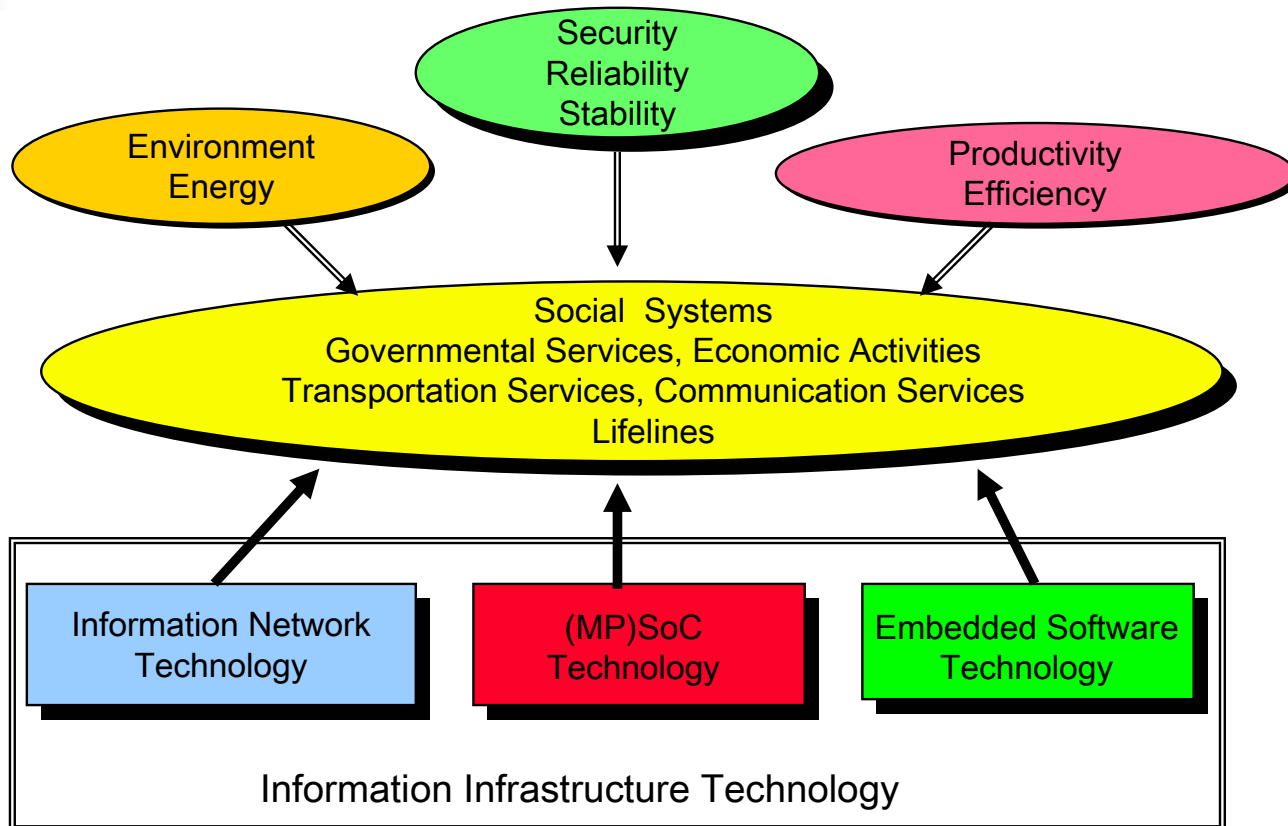 Security
Reliability
Stability
Environment
Energy
Productivity
Efficiency
Social Systems
Governmental Services, Economic Activities
Transportation Services, Communication Services
Lifelines
Information Network
Technology
(MP)SoC
Technology
Embedded Software
Technology
Information Infrastructure Technology